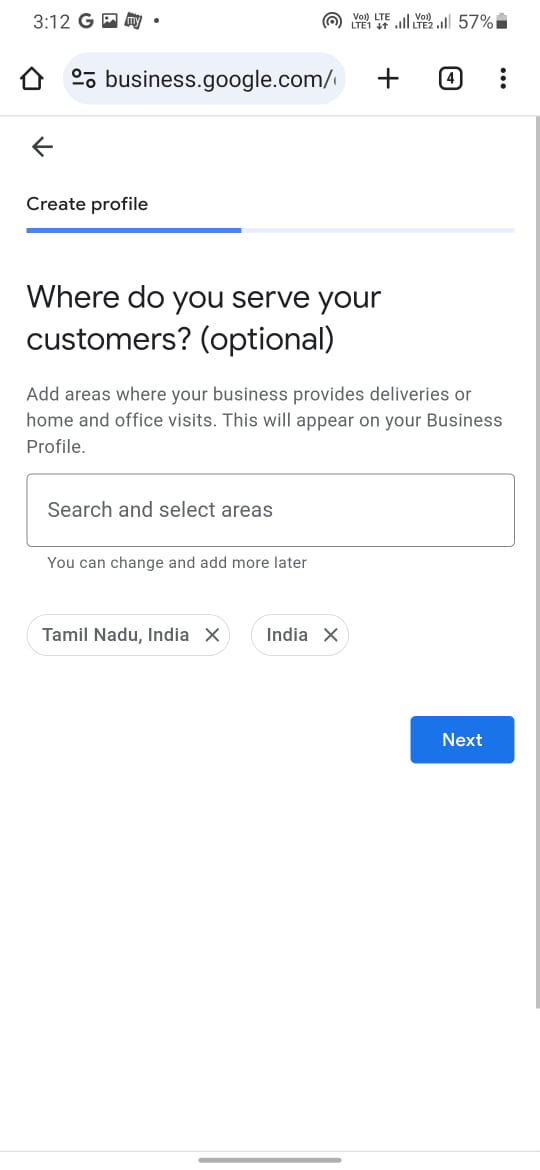 3:12 G my • Vo)) LTE1 LTE Vo)) LTE2 57%
business.google.com/ 4
Create profile
Where do you serve your
customers? (optional)
Add areas where your business provides deliveries or
home and office visits. This will appear on your Business
Profile.
Search and select areas
You can change and add more later
Tamil Nadu, India India
Next